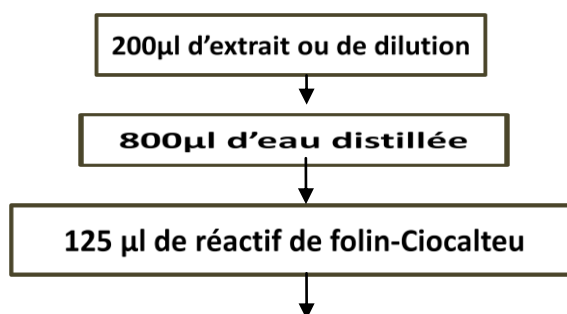 200µl d’extrait ou de dilution
800µl d’eau distillée
125 µl de réactif de folin-Ciocalteu